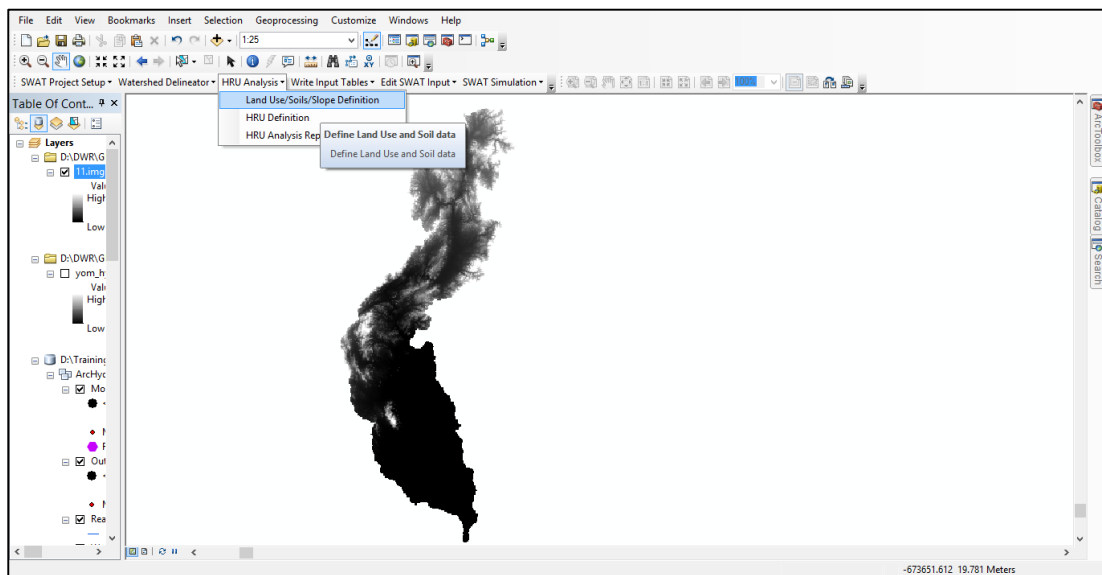 File Edit View Bookmarks Insert Selection Geoprocessing Customize Windows Help
1:25
SWAT Project Setup Watershed Delineator HRU Analysis Write Input Tables Edit SWAT Input SWAT Simulation
Land Use/Soils/Slope Definition
HRU Definition
HRU Analysis Rep
Define Land Use and Soil data
Define Land Use and Soil data
Table Of Cont...
Layers
D:\DWR\G
11.img
Val
High
Low
D:\DWR\G
yom_h
Val
High
Low
D:\Training
ArcHyd
Mo
Out
Rea
ArcToolbox
Catalog
Search
-673651.612 19.781 Meters